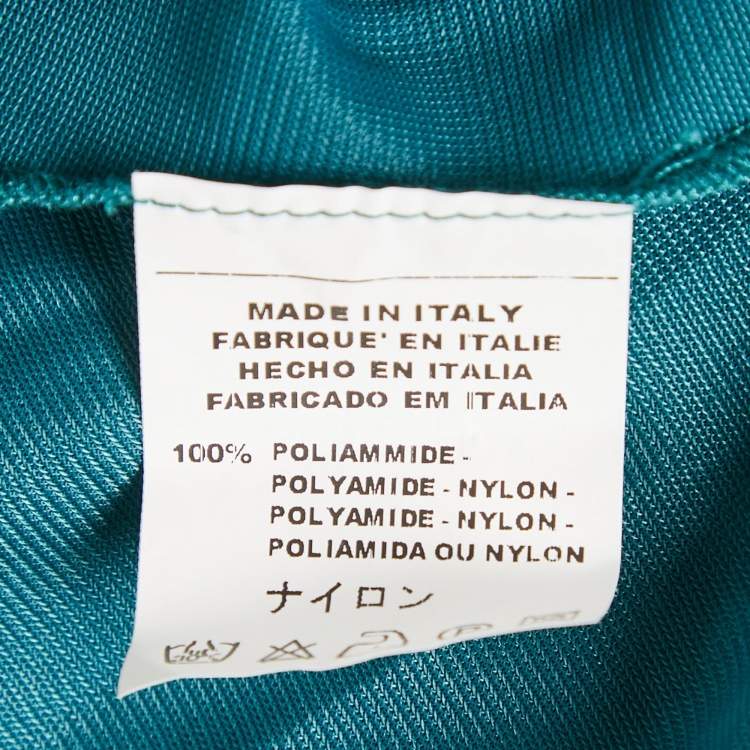 MADE IN ITALY
FABRIQUE' EN ITALIE
HECHO EN ITALIA
FABRICADO EM ITALIA
100% POLIAMMIDE -
POLYAMIDE - NYLON -
POLYAMIDE - NYLON -
POLIAMIDA OU NYLON
ナイロン